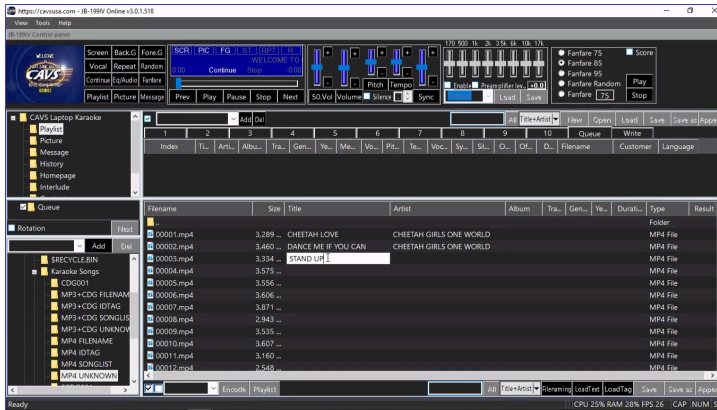 https://cavsusa.com - JB-199IV Online v3.0.1.518
View Tools Help
JB-199IV Control panel
WELCOME
CAVS
Screen Back.G Fore.G
Vocal Repeat Random
Continue Eq/Audio Fanfare
Playlist Picture Message
SCR PIC FG ST RPT R
WELCOME TO
0:00 Continue Stop -0:00
Prev Play Pause Stop Next
+ + + +
- - - -
Pitch Tempo
S0.Vol Volume Silence Sync
170 500 1k 2k 3.5k 6k 10k 17k
Enable Preamplifier lev.. +0.0
Load Save
Fanfare 75
Fanfare 85
Fanfare 95
Fanfare Random
Fanfare 75
Score
Play
Stop
CAVS Laptop Karaoke
Playlist
Picture
Message
History
Homepage
Interlude
Add Del
All Title+Artist New Open Load Save Save as Appe
1 2 3 4 5 6 7 8 9 10 Queue Write
Index Ti... Arti... Albu... Tra... Gen... Ye... Me... Vo... Pit... Te... Voc... Sy... Sil... O... Of... D... Filename Customer Language
Queue
Rotation Next
Add Del
$RECYCLE.BIN
Karaoke Songs
CDG001
MP3+CDG FILENAM
MP3+CDG IDTAG
MP3+CDG SONGLIS
MP3+CDG UNKNOW
MP4 FILENAME
MP4 IDTAG
MP4 SONGLIST
MP4 UNKNOWN
Filename Size Title Artist Album Tra... Gen... Ye... Durati... Type Result
.. Folder
00001.mp4 3,289 ... CHEETAH LOVE CHEETAH GIRLS ONE WORLD MP4 File
00002.mp4 3,460 ... DANCE ME IF YOU CAN CHEETAH GIRLS ONE WORLD MP4 File
00003.mp4 3,334 ... STAND UP MP4 File
00004.mp4 3,575 ... MP4 File
00005.mp4 3,556 ... MP4 File
00006.mp4 3,606 ... MP4 File
00007.mp4 3,871 ... MP4 File
00008.mp4 2,943 ... MP4 File
00009.mp4 3,535 ... MP4 File
00010.mp4 3,607 ... MP4 File
00011.mp4 3,160 ... MP4 File
00012.mp4 2,548 ... MP4 File
Encode Playlist All Title+Artist Filenaming LoadText LoadTag Save Save as Appe
Ready CPU 25% RAM 28% FPS 26 CAP NUM S